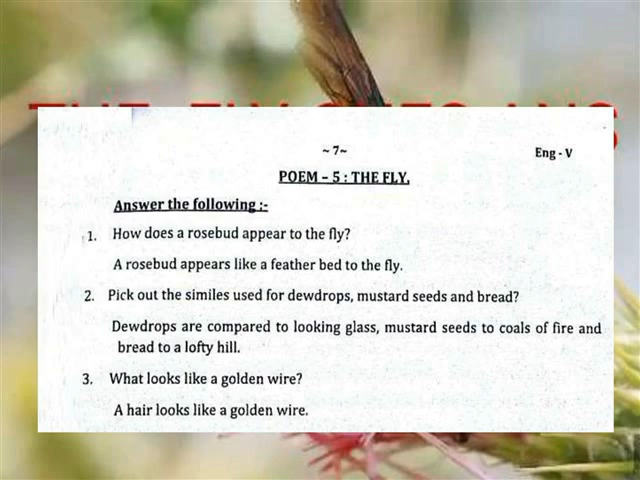 ~ 7 ~ Eng - V
POEM – 5 : THE FLY.
Answer the following :-
1. How does a rosebud appear to the fly?
A rosebud appears like a feather bed to the fly.
2. Pick out the similes used for dewdrops, mustard seeds and bread?
Dewdrops are compared to looking glass, mustard seeds to coals of fire and
bread to a lofty hill.
3. What looks like a golden wire?
A hair looks like a golden wire.